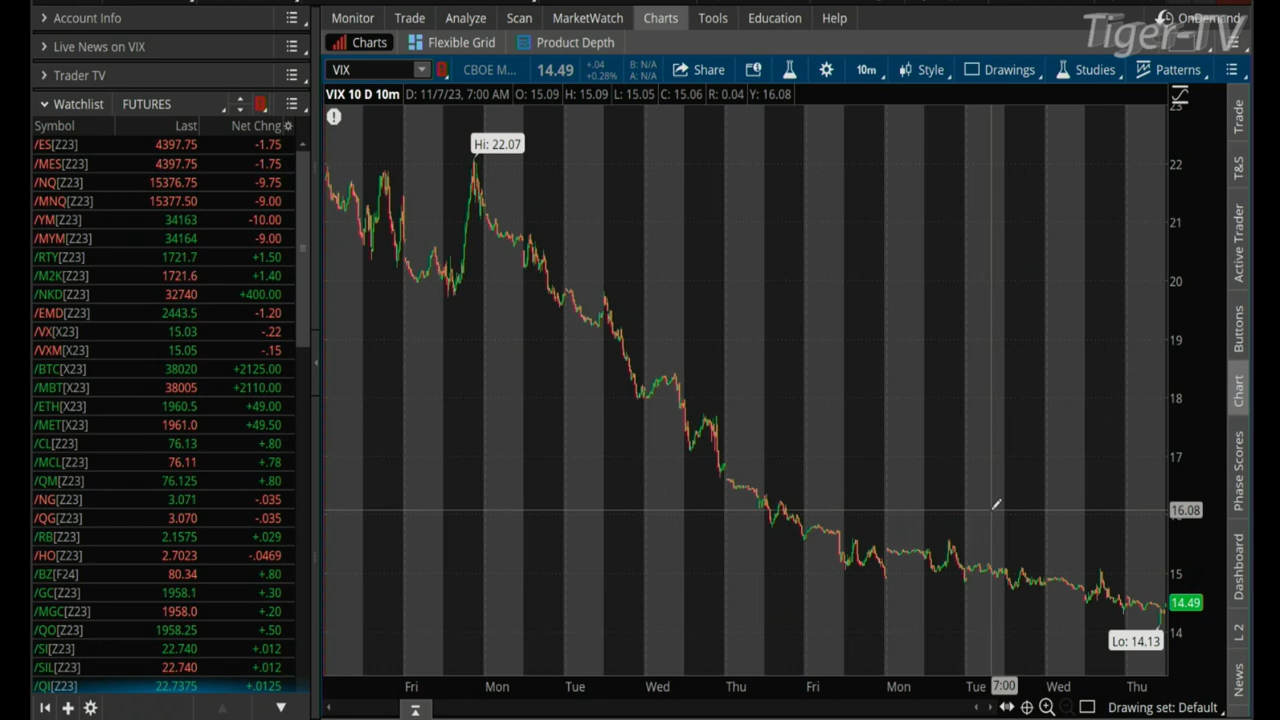 Account Info
Live News on VIX
Trader TV
Watchlist FUTURES
Symbol Last Net Chng
/ES[Z23] 4397.75 -1.75
/MES[Z23] 4397.75 -1.75
/NQ[Z23] 15376.75 -9.75
/MNQ[Z23] 15377.50 -9.00
/YM[Z23] 34163 -10.00
/MYM[Z23] 34164 -9.00
/RTY[Z23] 1721.7 +1.50
/M2K[Z23] 1721.6 +1.40
/NKD[Z23] 32740 +400.00
/EMD[Z23] 2443.5 -1.20
/VX[X23] 15.03 -.22
/VXM[X23] 15.05 -.15
/BTC[X23] 38020 +2125.00
/MBT[X23] 38005 +2110.00
/ETH[X23] 1960.5 +49.00
/MET[X23] 1961.0 +49.50
/CL[Z23] 76.13 +.80
/MCL[Z23] 76.11 +.78
/QM[Z23] 76.125 +.80
/NG[Z23] 3.071 -.035
/QG[Z23] 3.070 -.035
/RB[Z23] 2.1575 +.029
/HO[Z23] 2.7023 -.0469
/BZ[F24] 80.34 +.80
/GC[Z23] 1958.1 +.30
/MGC[Z23] 1958.0 +.20
/QO[Z23] 1958.25 +.50
/SI[Z23] 22.740 +.012
/SIL[Z23] 22.740 +.012
/QI[Z23] 22.7375 +.0125
Monitor Trade Analyze Scan MarketWatch Charts Tools Education Help
OnDemand
Tiger-TV
Charts Flexible Grid Product Depth
VIX CBOE M... 14.49 +.04 +0.28% B: N/A A: N/A Share 10m Style Drawings Studies Patterns
VIX 10 D 10m D: 11/7/23, 7:00 AM O: 15.09 H: 15.09 L: 15.05 C: 15.06 R: 0.04 Y: 16.08
Hi: 22.07
23
22
21
20
19
18
17
16.08
15
14.49
14
Lo: 14.13
Fri Mon Tue Wed Thu Fri Mon Tue 7:00 Wed Thu
Drawing set: Default
Trade
T&S
Active Trader
Buttons
Chart
Phase Scores
Dashboard
L 2
News